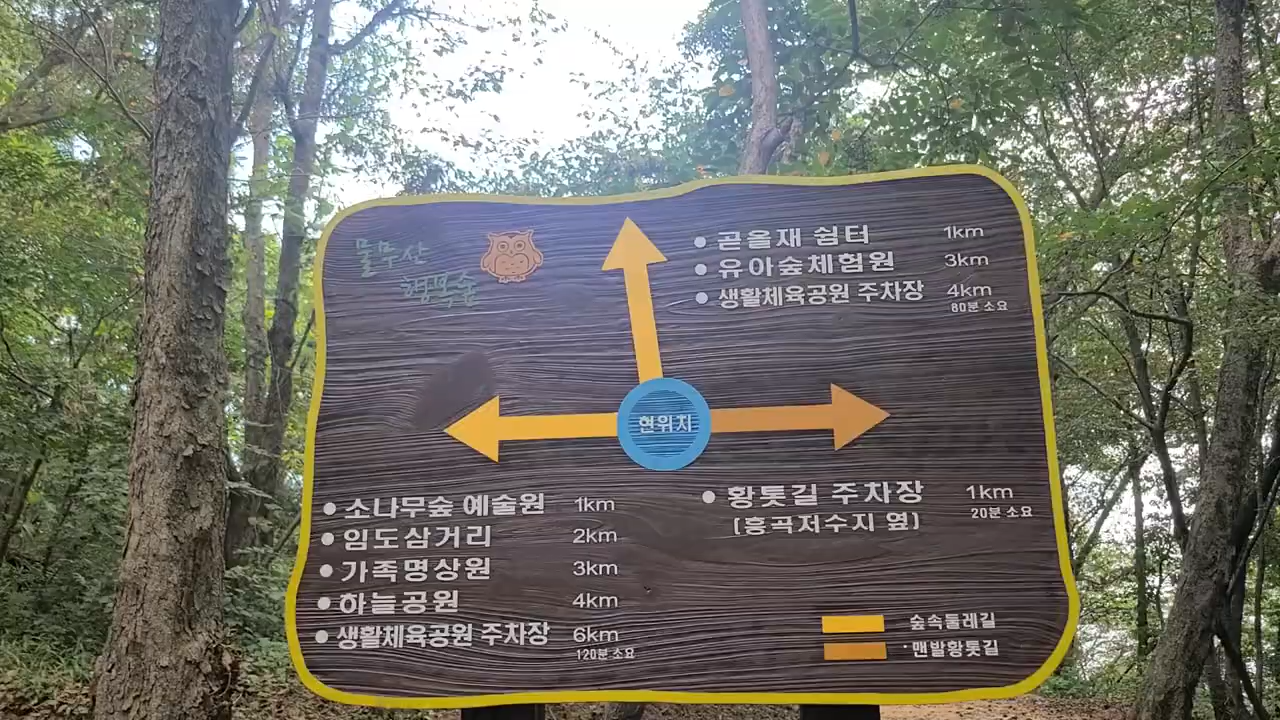 물무산
행복숲
곧올재 쉼터 1km
유아숲체험원 3km
생활체육공원 주차장 4km
80분 소요
현위치
소나무숲 예술원 1km
임도삼거리 2km
가족명상원 3km
하늘공원 4km
생활체육공원 주차장 6km
120분 소요
황톳길 주차장 1km
20분 소요
[흥곡저수지 옆]
숲속둘레길
맨발황톳길